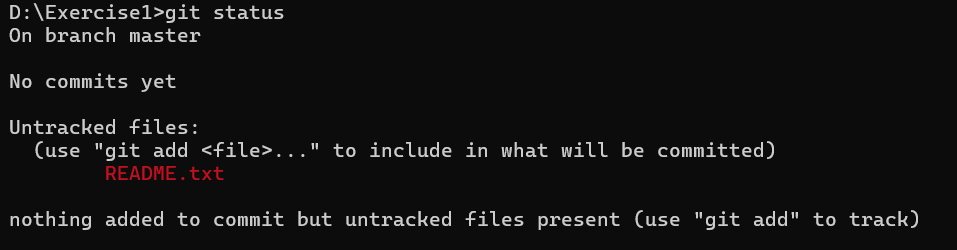 D:\Exercise1>git status
On branch master
No commits yet
Untracked files:
(use "git add <file>..." to include in what will be committed)
README.txt
nothing added to commit but untracked files present (use "git add" to track)